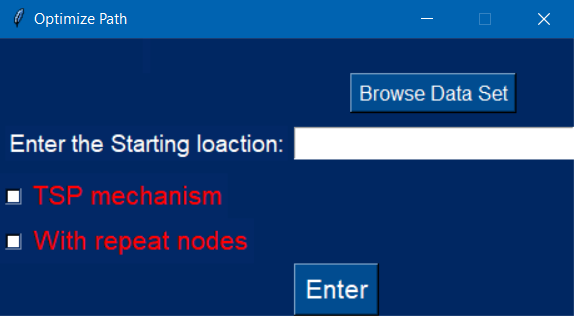 Optimize Path
Browse Data Set
Enter the Starting loaction:
TSP mechanism
With repeat nodes
Enter